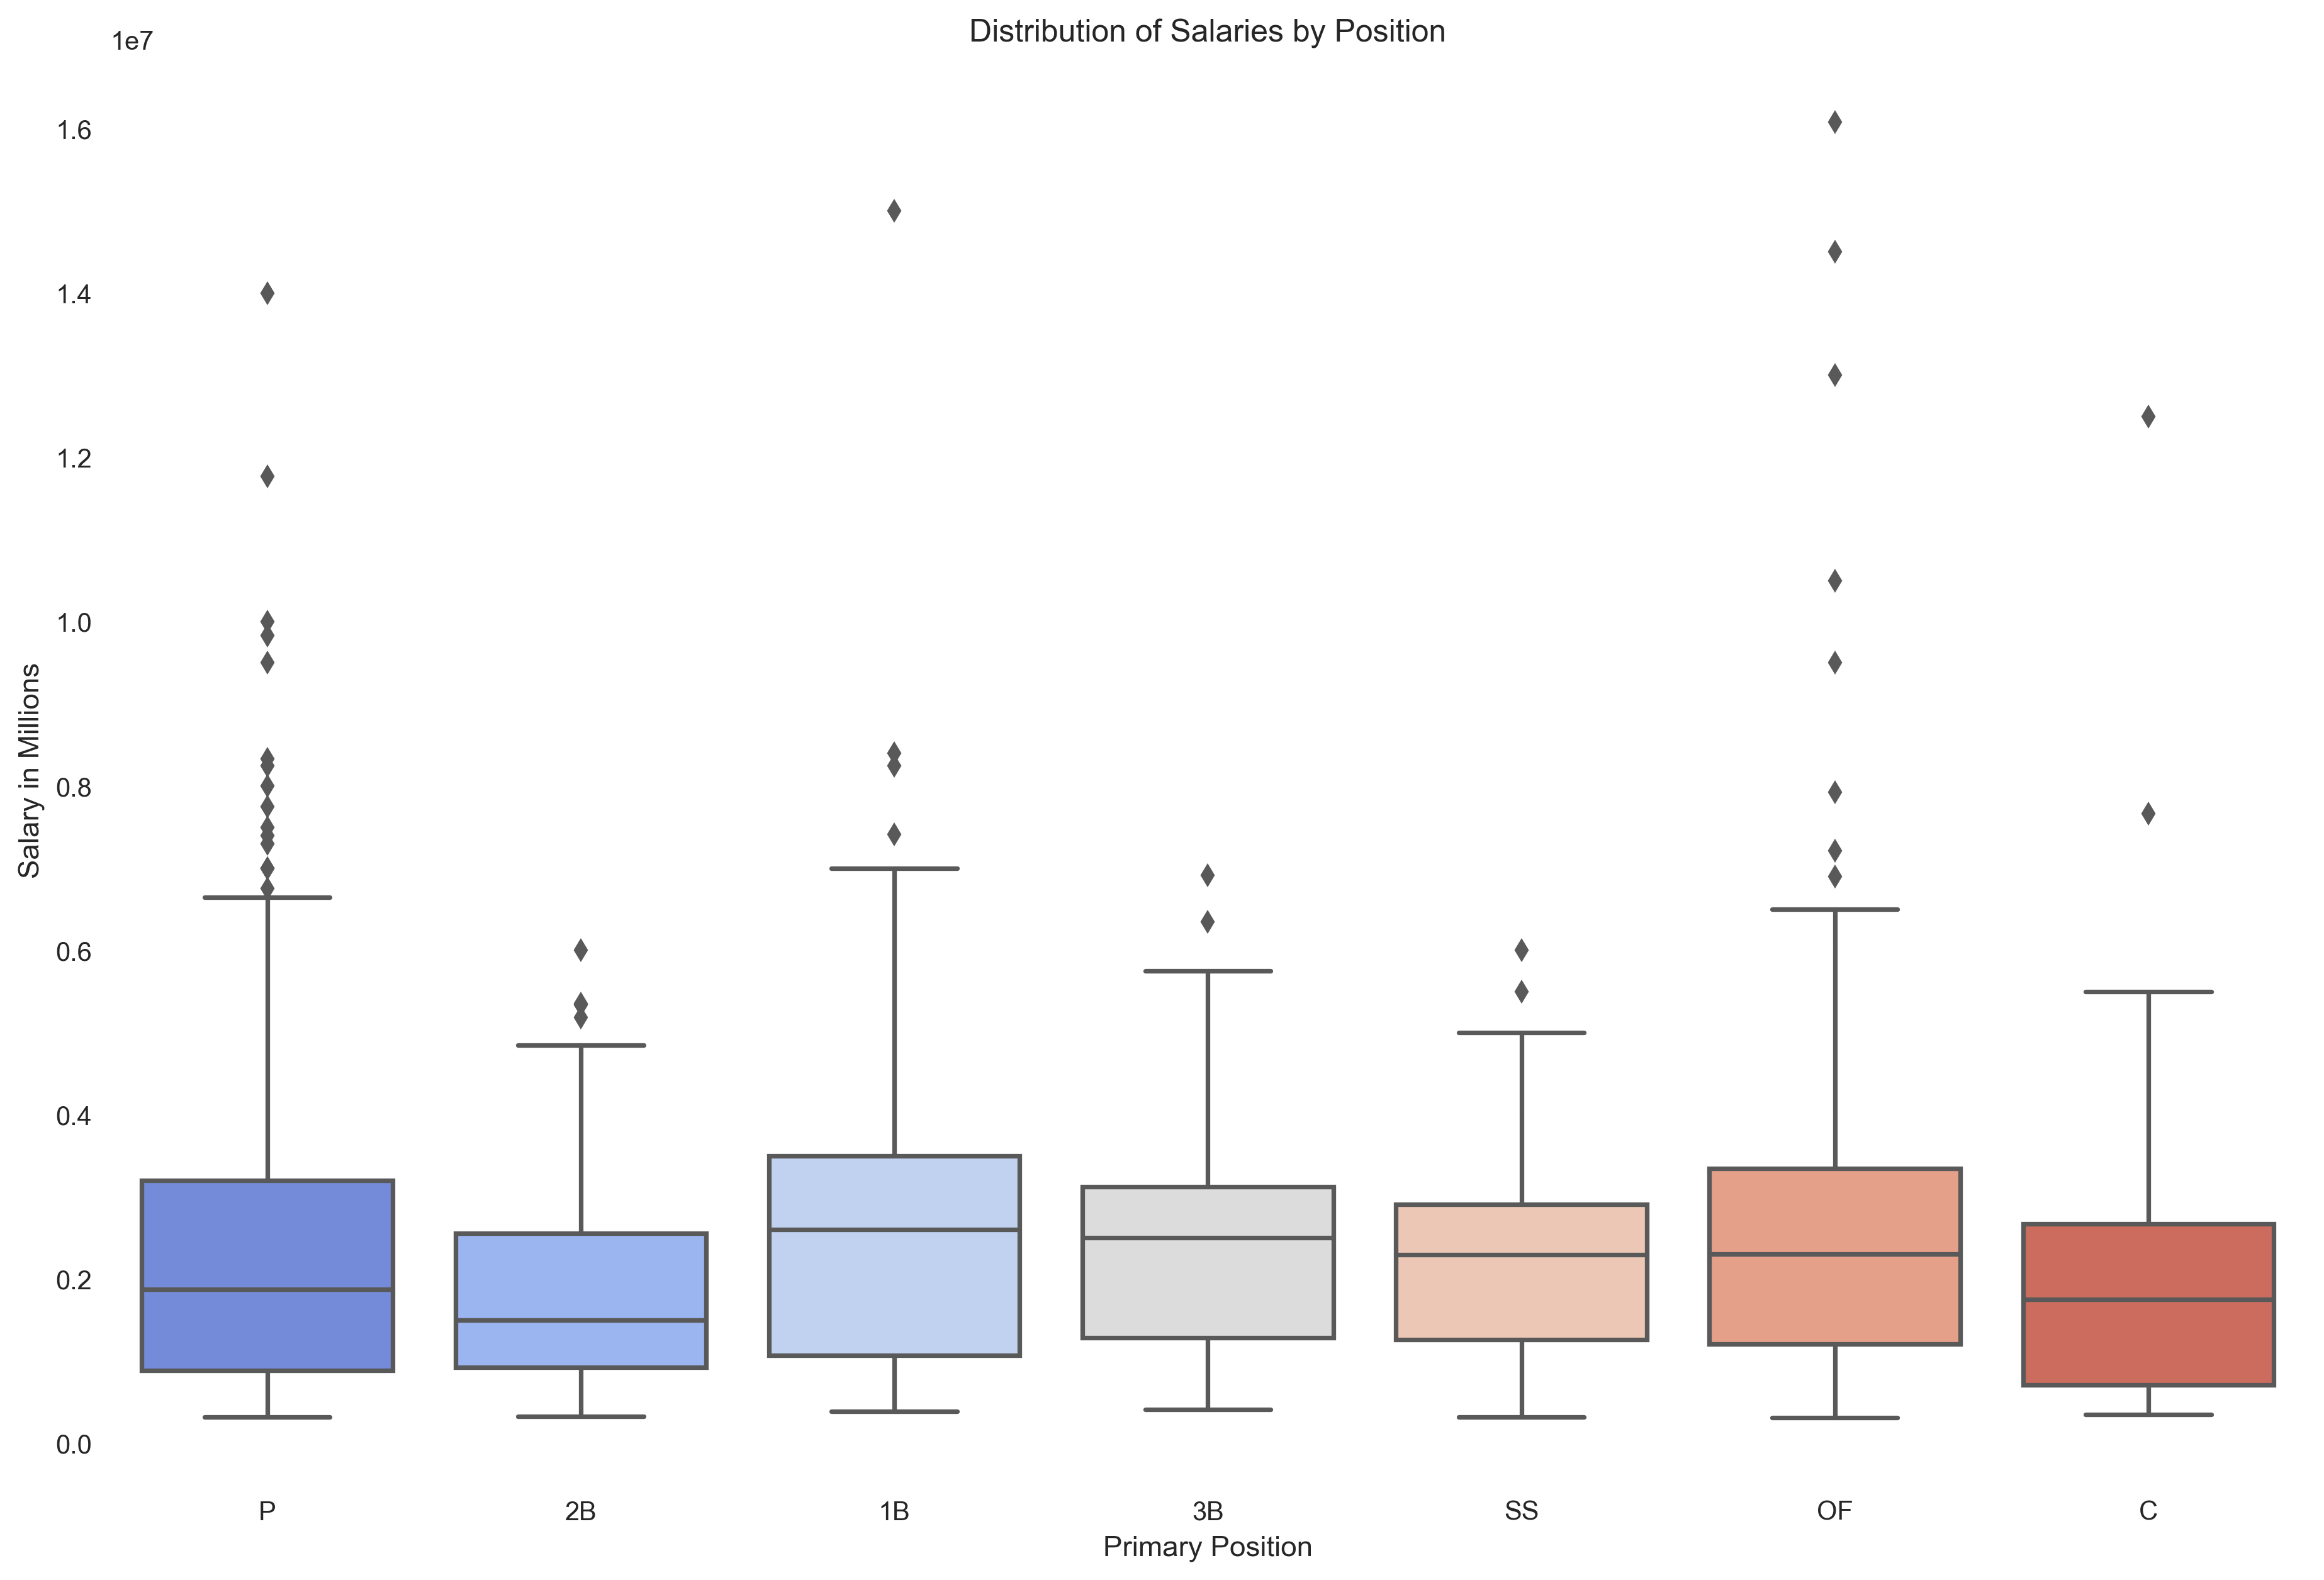 Distribution of Salaries by Position
1e7
1.6
1.4
1.2
1.0
0.8
0.6
0.4
0.2
0.0
Salary in Millions
P 2B 1B 3B SS OF C
Primary Position